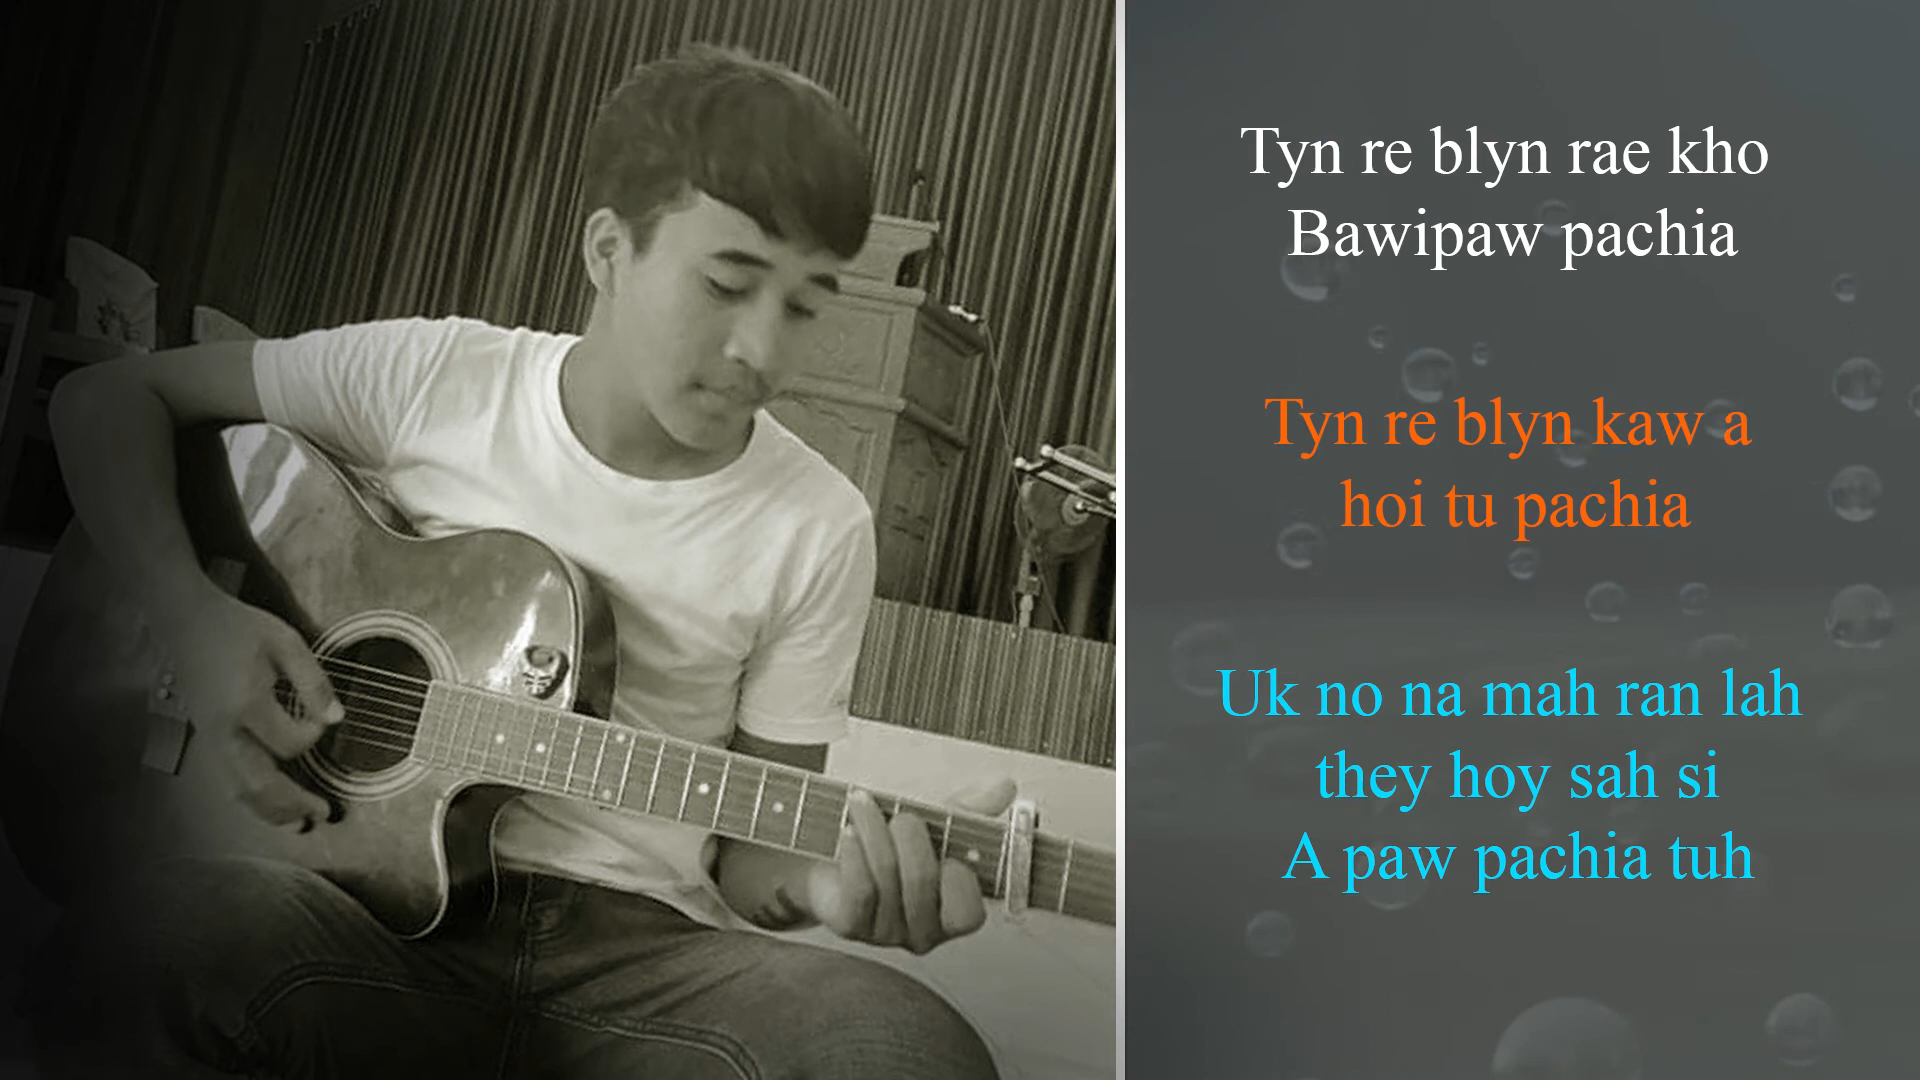 Tyn re blyn rae kho
Bawipaw pachia
Tyn re blyn kaw a
hoi tu pachia
Uk no na mah ran lah
they hoy sah si
A paw pachia tuh